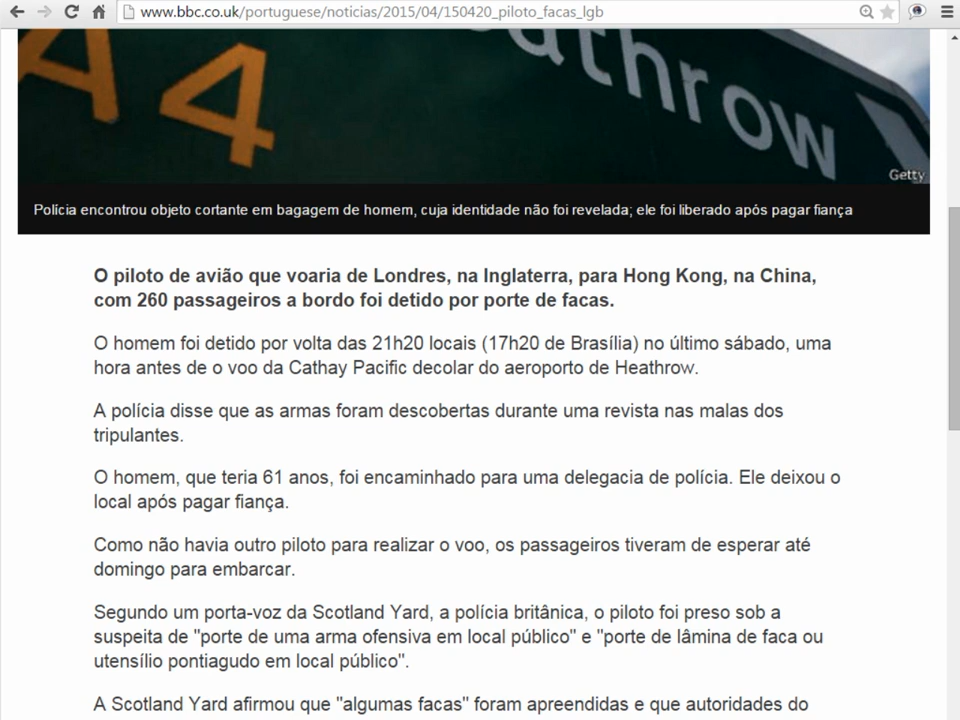 www.bbc.co.uk/portuguese/noticias/2015/04/150420_piloto_facas_lgb
A4
athrow
Getty
Polícia encontrou objeto cortante em bagagem de homem, cuja identidade não foi revelada; ele foi liberado após pagar fiança
O piloto de avião que voaria de Londres, na Inglaterra, para Hong Kong, na China,
com 260 passageiros a bordo foi detido por porte de facas.
O homem foi detido por volta das 21h20 locais (17h20 de Brasília) no último sábado, uma
hora antes de o voo da Cathay Pacific decolar do aeroporto de Heathrow.
A polícia disse que as armas foram descobertas durante uma revista nas malas dos
tripulantes.
O homem, que teria 61 anos, foi encaminhado para uma delegacia de polícia. Ele deixou o
local após pagar fiança.
Como não havia outro piloto para realizar o voo, os passageiros tiveram de esperar até
domingo para embarcar.
Segundo um porta-voz da Scotland Yard, a polícia britânica, o piloto foi preso sob a
suspeita de "porte de uma arma ofensiva em local público" e "porte de lâmina de faca ou
utensílio pontiagudo em local público".
A Scotland Yard afirmou que "algumas facas" foram apreendidas e que autoridades do